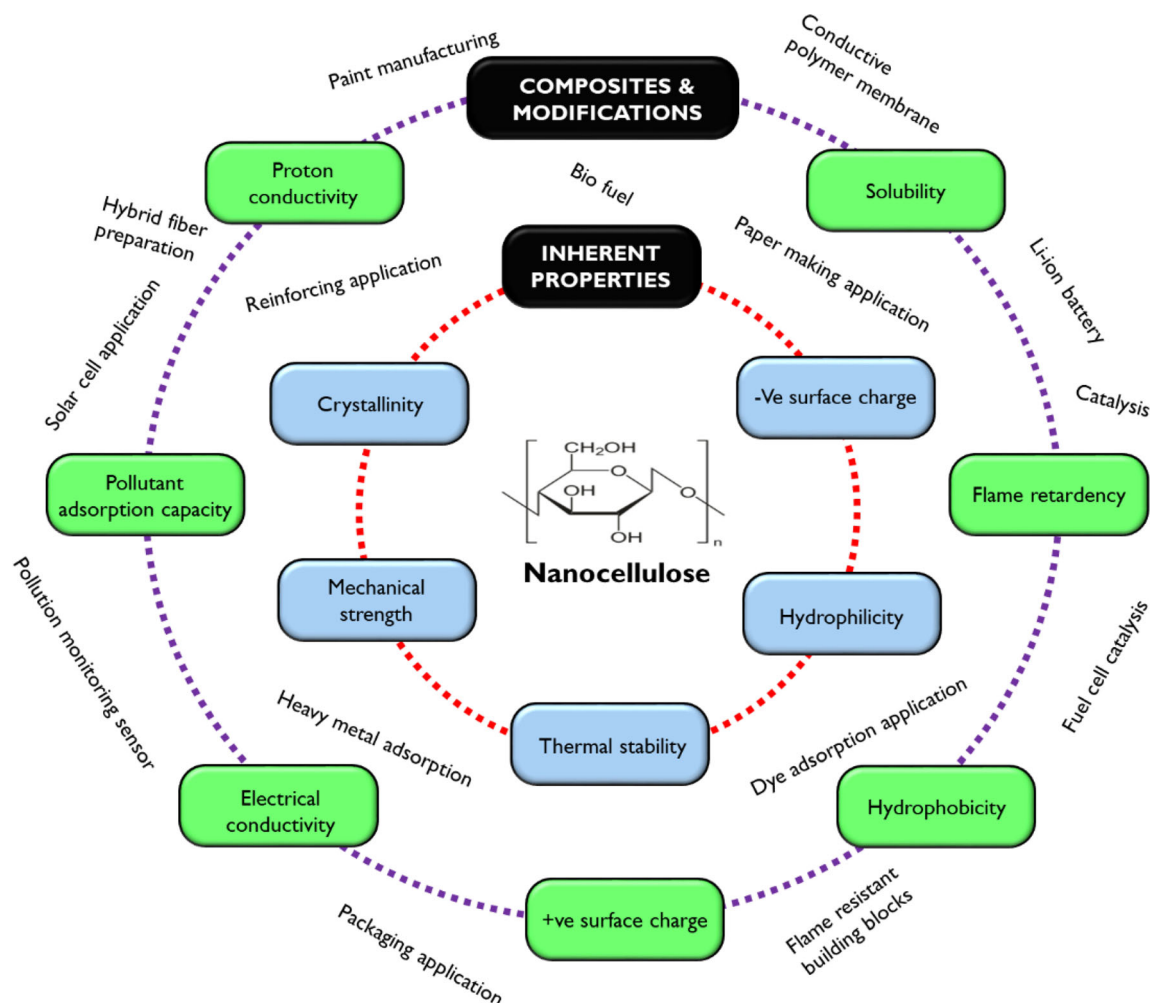 Paint manufacturing
COMPOSITES &
MODIFICATIONS
Conductive
polymer membrane
Proton
conductivity
Bio fuel
Solubility
Hybrid fiber
preparation
Reinforcing application
INHERENT
PROPERTIES
Paper making application
Li-ion battery
Solar cell application
Crystallinity
-Ve surface charge
Catalysis
CH2OH
O
OH
O
OH
n
Pollutant
adsorption capacity
Flame retardency
Nanocellulose
Mechanical
strength
Hydrophilicity
Pollution monitoring sensor
Heavy metal adsorption
Thermal stability
Dye adsorption application
Fuel cell catalysis
Electrical
conductivity
Hydrophobicity
Packaging application
+ve surface charge
Flame resistant
building blocks